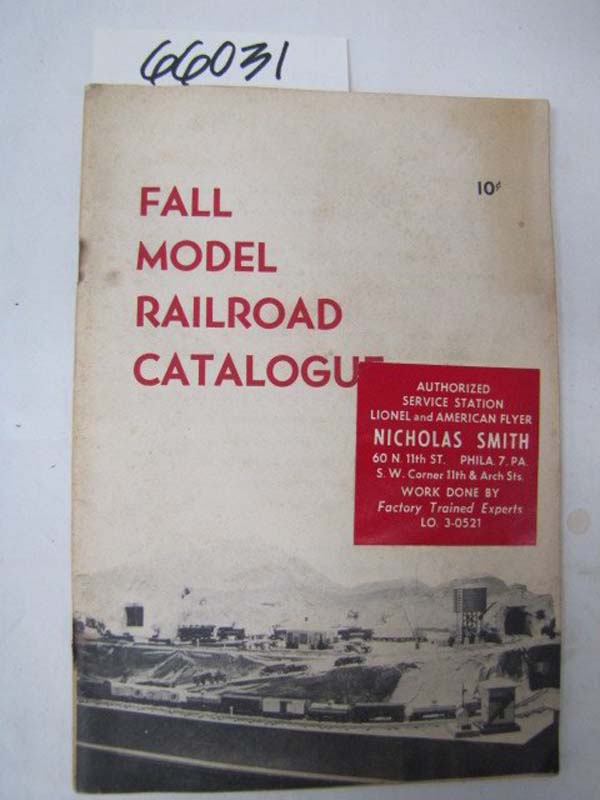 66031
10¢
FALL
MODEL
RAILROAD
CATALOGUE
AUTHORIZED
SERVICE STATION
LIONEL and AMERICAN FLYER
NICHOLAS SMITH
60 N. 11th ST. PHILA. 7, PA.
S. W. Corner 11th & Arch Sts.
WORK DONE BY
Factory Trained Experts
LO. 3-0521